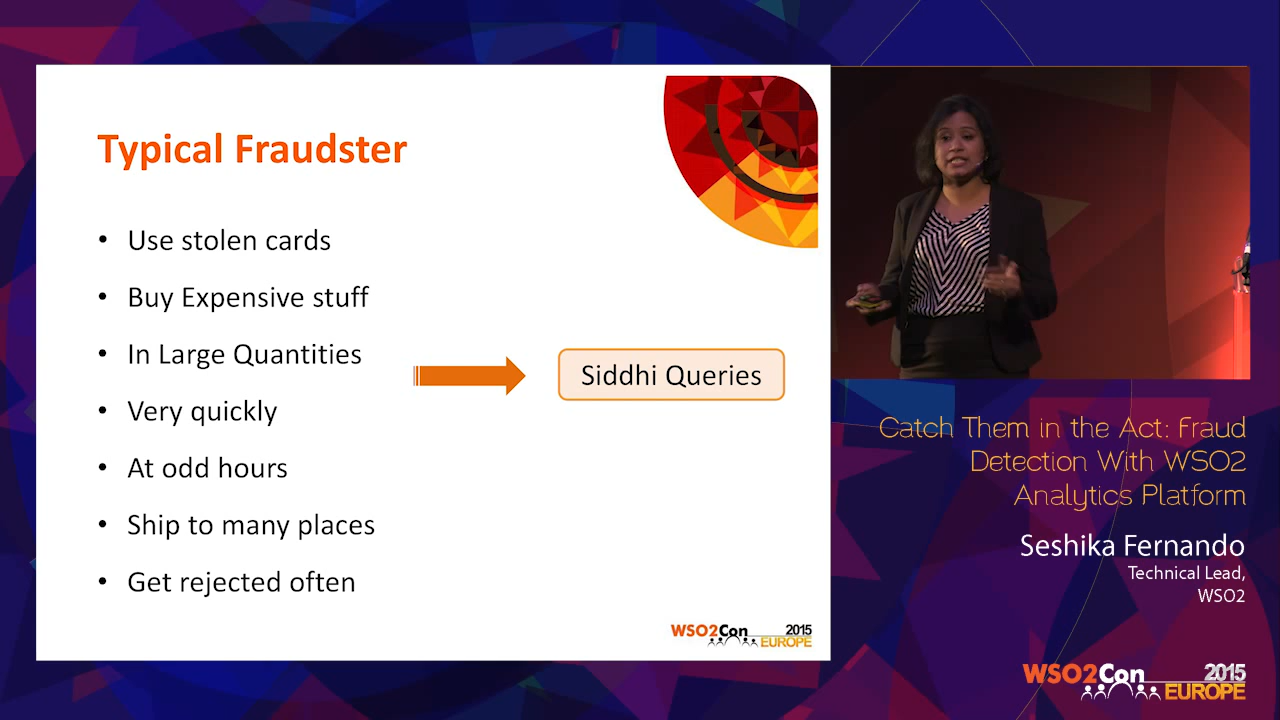 Typical Fraudster
• Use stolen cards
• Buy Expensive stuff
• In Large Quantities
• Very quickly
• At odd hours
• Ship to many places
• Get rejected often
Siddhi Queries
WSO2Con 2015
EUROPE
Catch Them in the Act: Fraud
Detection With WSO2
Analytics Platform
Seshika Fernando
Technical Lead,
WSO2
WSO2Con 2015
EUROPE